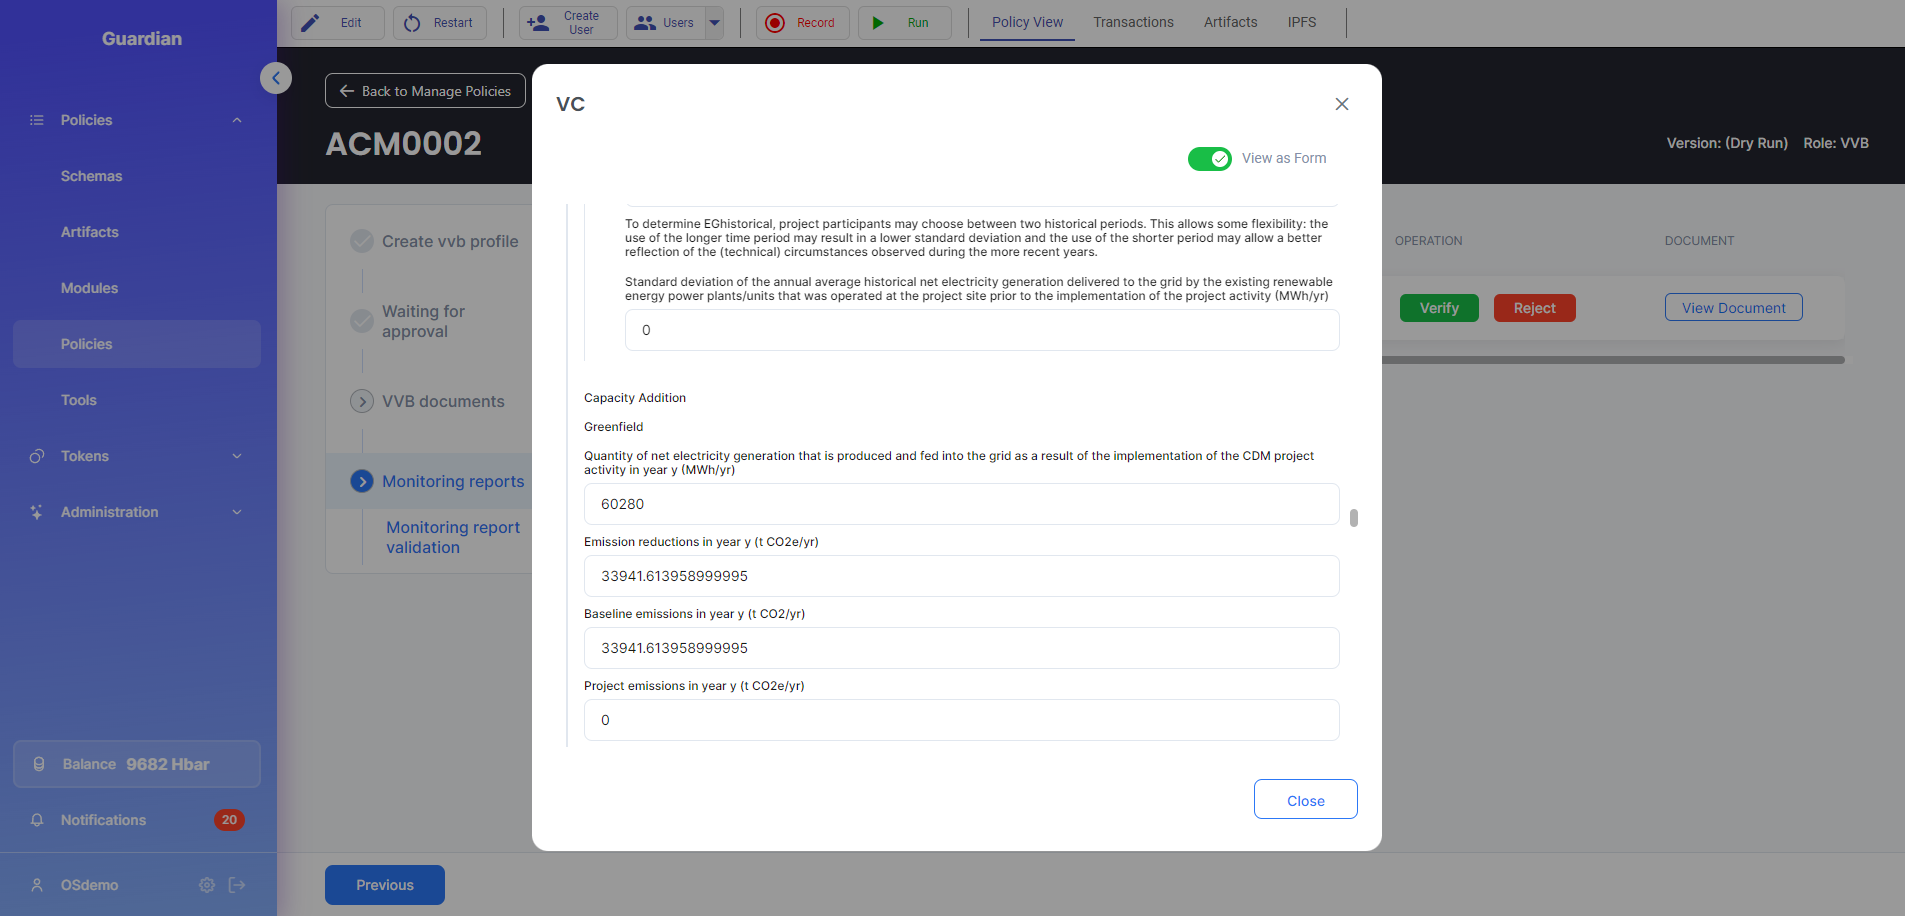 Guardian
Edit
Restart
Create
User
Users
Record
Run
Policy View
Transactions
Artifacts
IPFS
Back to Manage Policies
ACM0002
Version: (Dry Run)
Role: VVB
Policies
Schemas
Artifacts
Modules
Policies
Tools
Tokens
Administration
Balance 9682 Hbar
Notifications
20
OSdemo
Create vvb profile
Waiting for
approval
VVB documents
Monitoring reports
Monitoring report
validation
Previous
OPERATION
DOCUMENT
Verify
Reject
View Document
VC
View as Form
To determine EGhistorical, project participants may choose between two historical periods. This allows some flexibility: the
use of the longer time period may result in a lower standard deviation and the use of the shorter period may allow a better
reflection of the (technical) circumstances observed during the more recent years.
Standard deviation of the annual average historical net electricity generation delivered to the grid by the existing renewable
energy power plants/units that was operated at the project site prior to the implementation of the project activity (MWh/yr)
0
Capacity Addition
Greenfield
Quantity of net electricity generation that is produced and fed into the grid as a result of the implementation of the CDM project
activity in year y (MWh/yr)
60280
Emission reductions in year y (t CO2e/yr)
33941.613958999995
Baseline emissions in year y (t CO2/yr)
33941.613958999995
Project emissions in year y (t CO2e/yr)
0
Close